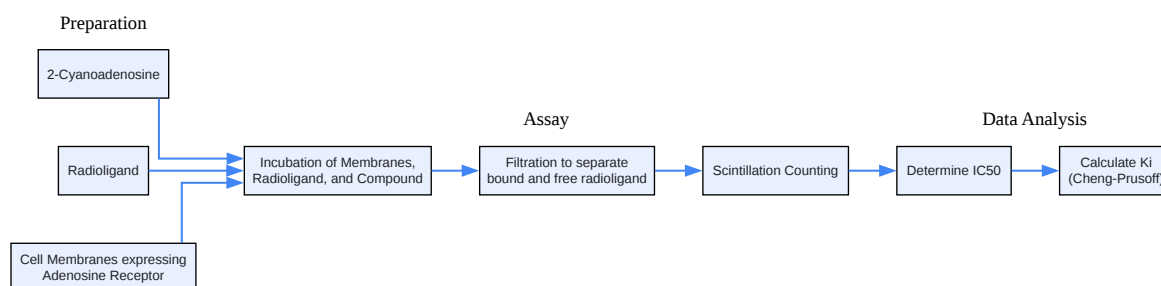 Preparation
2-Cyanoadenosine
Assay
Data Analysis
Radioligand
Incubation of Membranes,
Radioligand, and Compound
Filtration to separate
bound and free radioligand
Scintillation Counting
Determine IC50
Calculate Ki
(Cheng-Prusoff)
Cell Membranes expressing
Adenosine Receptor